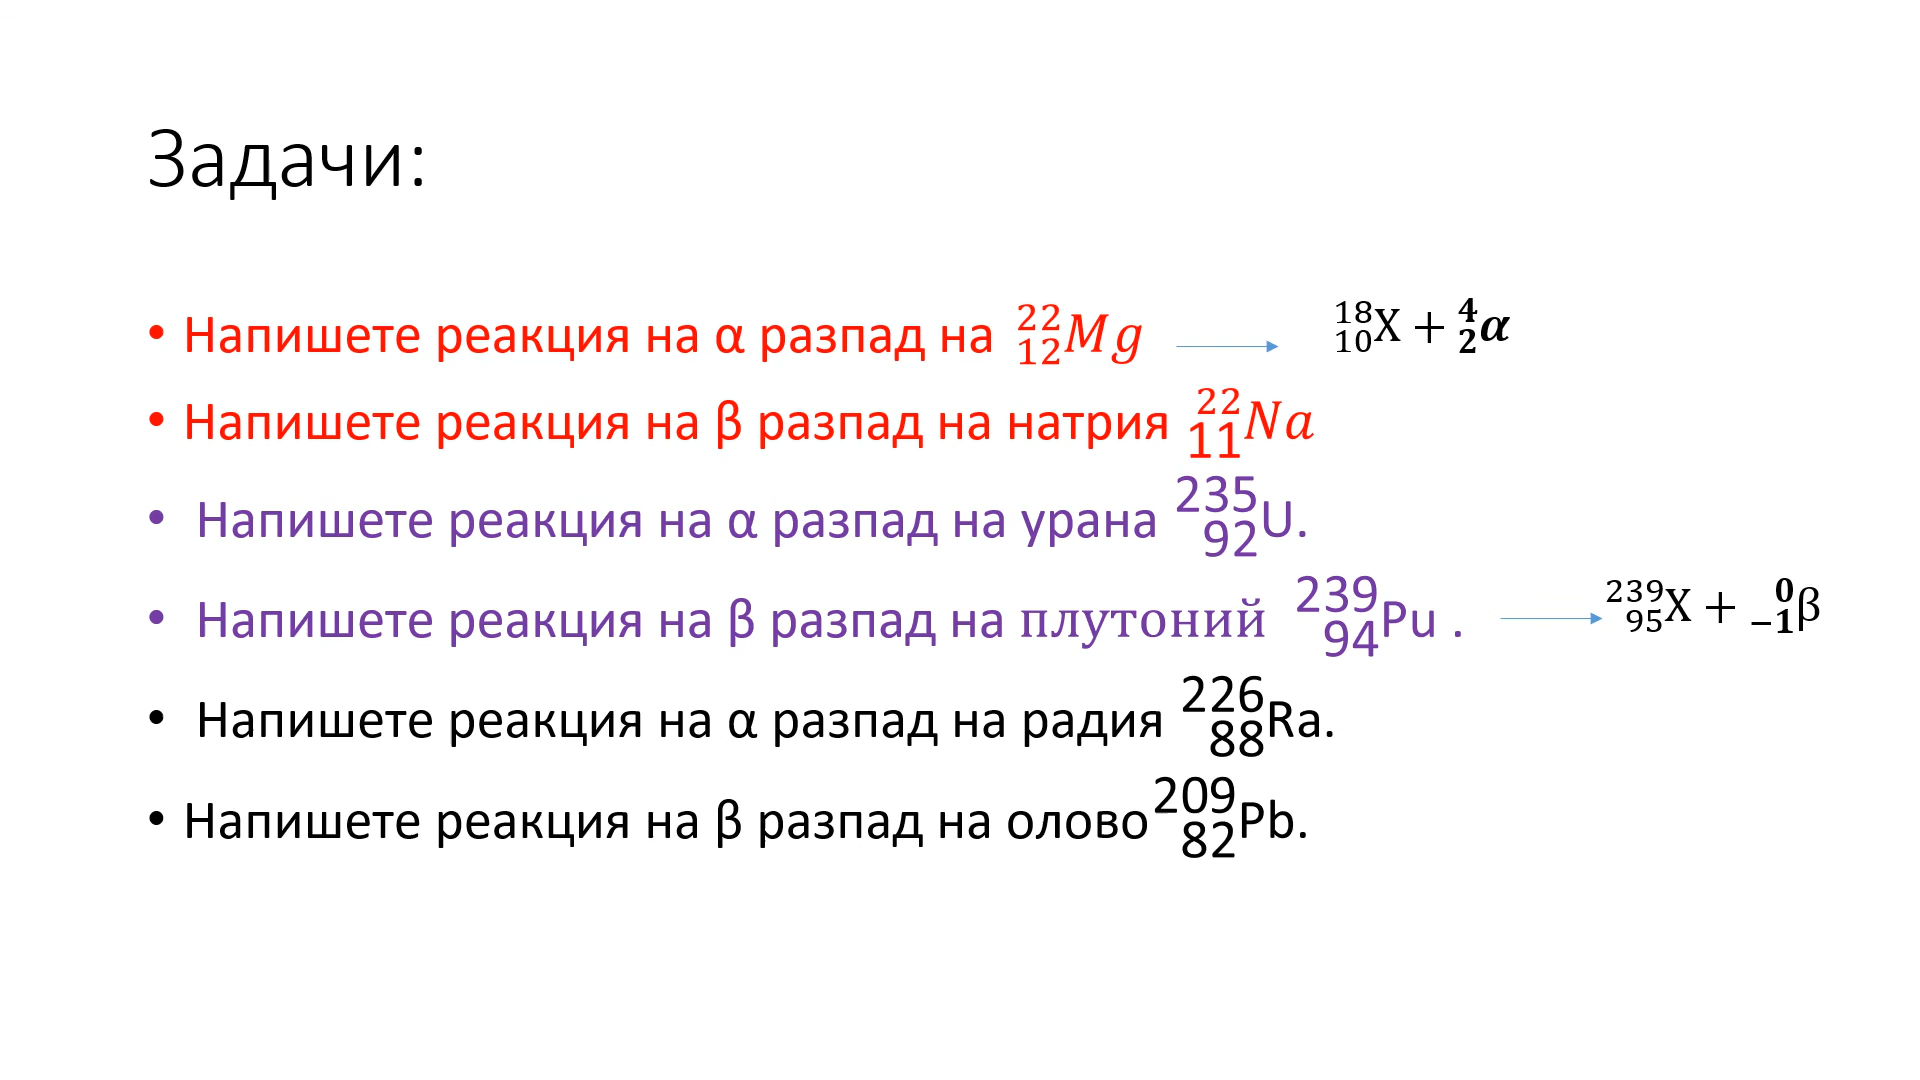 Задачи:
• Напишете реакция на α разпад на ²²₁₂Mg → ¹⁸₁₀X + ⁴₂α
• Напишете реакция на β разпад на натрия ²²₁₁Na
• Напишете реакция на α разпад на урана ²³⁵₉₂U.
• Напишете реакция на β разпад на плутоний ²³⁹₉₄Pu . → ²³⁹₉₅X + ⁰₋₁β
• Напишете реакция на α разпад на радия ²²⁶₈₈Ra.
• Напишете реакция на β разпад на олово²⁰⁹₈₂Pb.